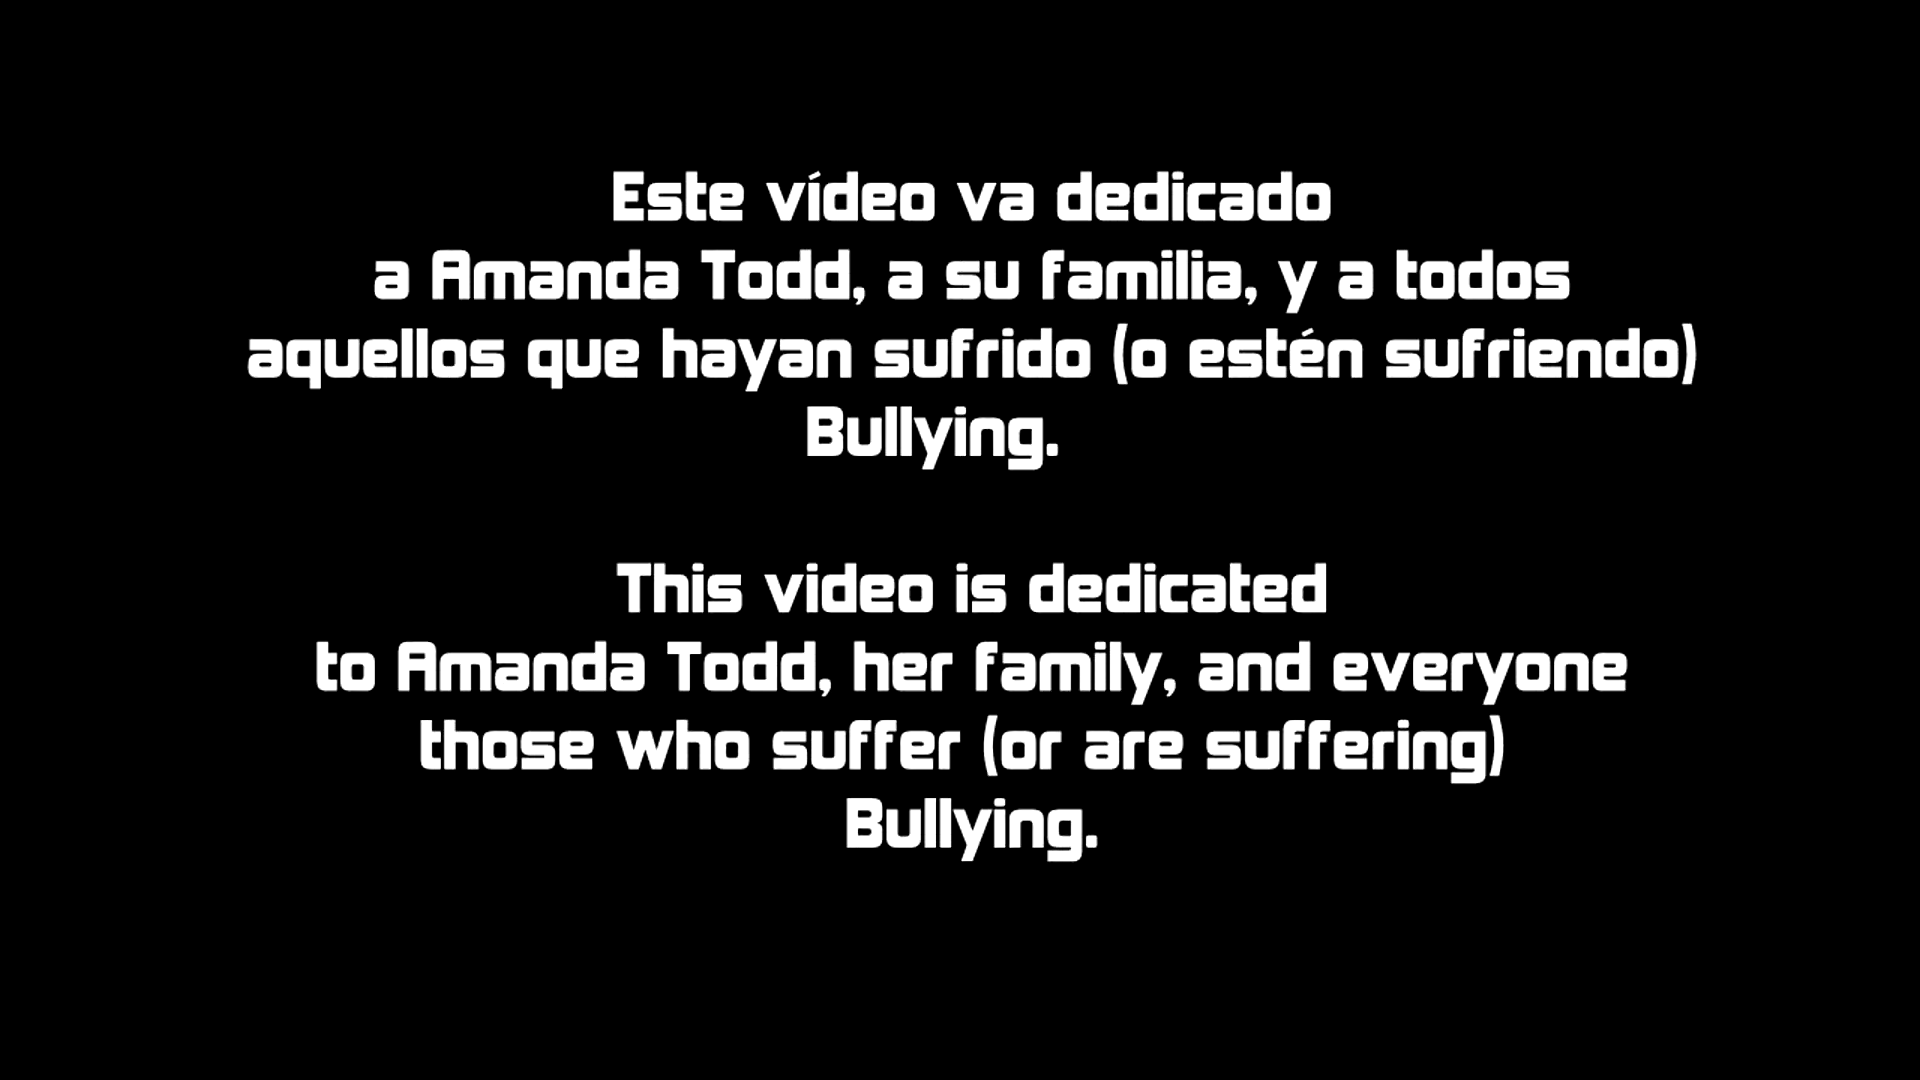 Este vídeo va dedicado
a Amanda Todd, a su familia, y a todos
aquellos que hayan sufrido (o estén sufriendo)
Bullying.
This video is dedicated
to Amanda Todd, her family, and everyone
those who suffer (or are suffering)
Bullying.